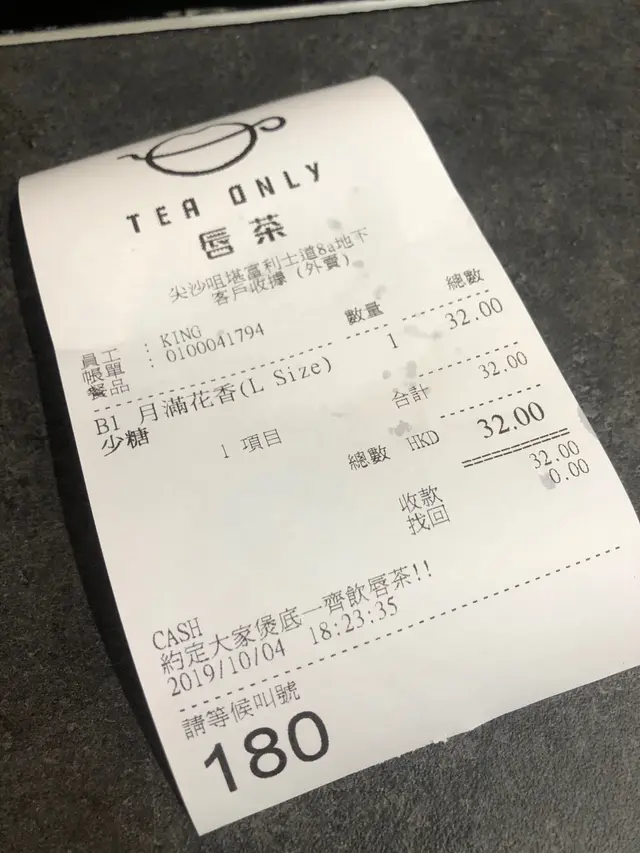 TEA ONLY
唇茶
尖沙咀堪富利士道8a地下
客戶收據 (外賣)
員工 : KING
帳單 : 0100041794
餐品 數量 總數
B1 月滿花香(L Size) 1 32.00
少糖
1 項目 合計 32.00
總數 HKD 32.00
收款 32.00
找回 0.00
CASH
約定大家煲底一齊飲唇茶!!
2019/10/04 18:23:35
請等候叫號
180